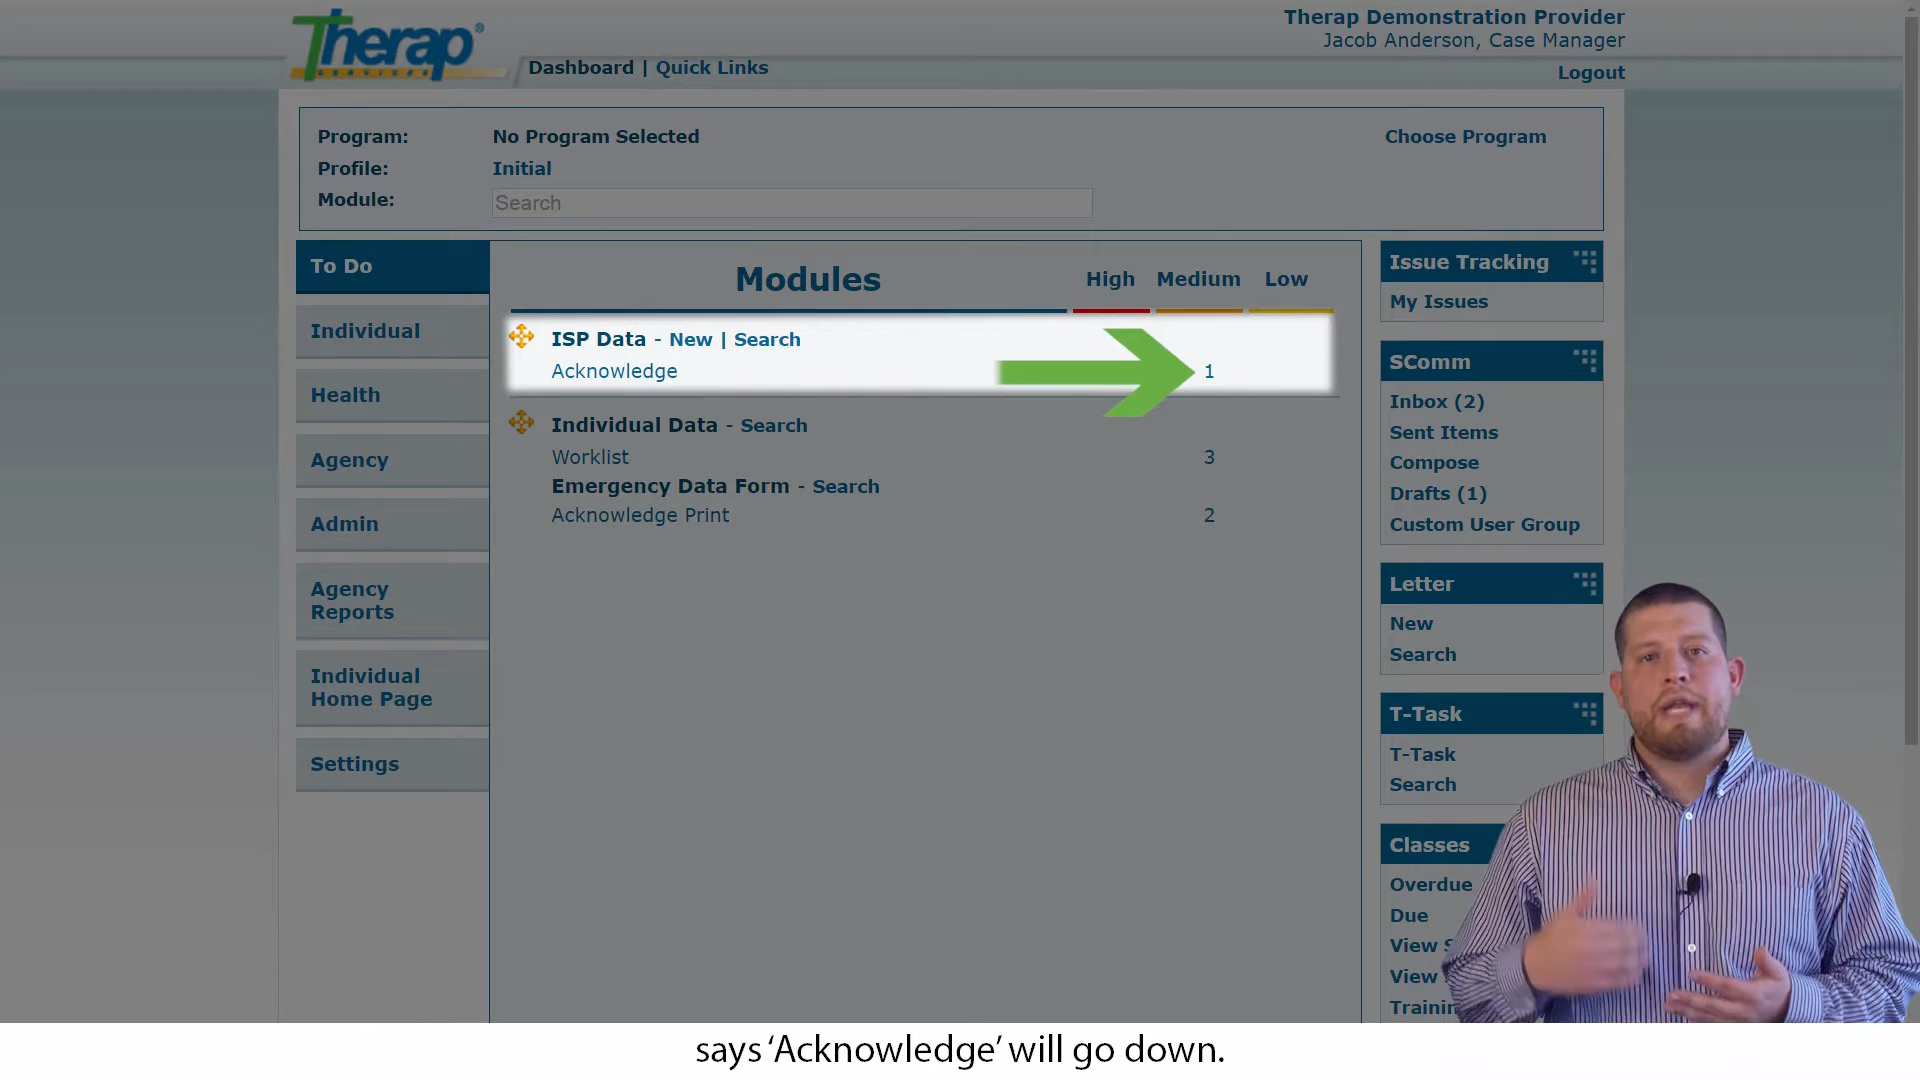 Therap
SERVICES
Dashboard | Quick Links
Therap Demonstration Provider
Jacob Anderson, Case Manager
Logout
Program: No Program Selected Choose Program
Profile: Initial
Module: Search
To Do
Individual
Health
Agency
Admin
Agency
Reports
Individual
Home Page
Settings
Modules High Medium Low
ISP Data - New | Search
Acknowledge 1
Individual Data - Search
Worklist 3
Emergency Data Form - Search
Acknowledge Print 2
Issue Tracking
My Issues
SComm
Inbox (2)
Sent Items
Compose
Drafts (1)
Custom User Group
Letter
New
Search
T-Task
T-Task
Search
Classes
Overdue
Due
View
View
says ‘Acknowledge’ will go down.